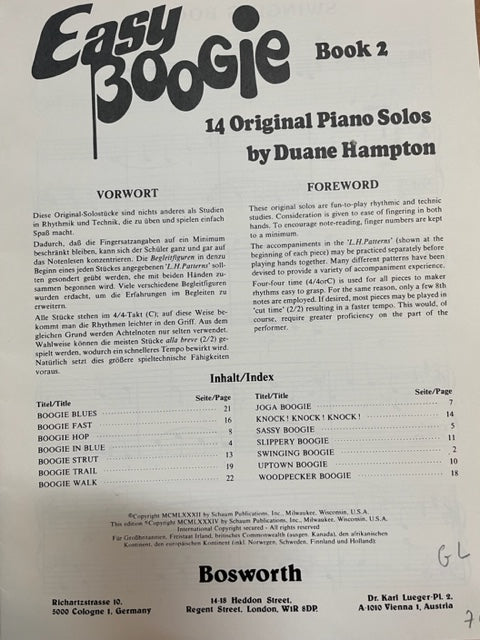 Easy
Boogie
Book 2
14 Original Piano Solos
by Duane Hampton
VORWORT
Diese Original-Solostücke sind nichts anderes als Studien
in Rhythmik und Technik, die zu üben und spielen einfach
Spaß macht.
Dadurch, daß die Fingersatzangaben auf ein Minimum
beschränkt bleiben, kann sich der Schüler ganz und gar auf
das Notenlesen konzentrieren. Die Begleitfiguren in denzu
Beginn eines jeden Stückes angegebenen 'L.H. Patterns' soll-
ten gesondert geübt werden, ehe mit beiden Händen zu-
sammen begonnen wird. Viele verschiedene Begleitfiguren
wurden erdacht, um die Erfahrungen im Begleiten zu
erweitern.
Alle Stücke stehen im 4/4-Takt (C); auf diese Weise be-
kommt man die Rhythmen leichter in den Griff. Aus dem
gleichen Grund werden Achtelnoten nur selten verwendet.
Wahlweise können die meisten Stücke alla breve (2/2) ge-
spielt werden, wodurch ein schnelleres Tempo bewirkt wird.
Natürlich setzt dies größere spieltechnische Fähigkeiten
voraus.
FOREWORD
These original solos are fun-to-play rhythmic and technic
studies. Consideration is given to ease of fingering in both
hands. To encourage note-reading, finger numbers are kept
to a minimum.
The accompaniments in the 'L.H. Patterns' (shown at the
beginning of each piece) may be practiced separately before
playing hands together. Many different patterns have been
devised to provide a variety of accompaniment experience.
Four-four time (4/4orC) is used for all pieces to make
rhythms easy to grasp. For the same reason, only a few 8th
notes are employed. If desired, most pieces may be played in
'cut time' (2/2) resulting in a faster tempo. This would, of
course, require greater proficiency on the part of the
performer.
Inhalt/Index
Titel/Title Seite/Page
BOOGIE BLUES 21
BOOGIE FAST 16
BOOGIE HOP 8
BOOGIE IN BLUE 4
BOOGIE STRUT 13
BOOGIE TRAIL 19
BOOGIE WALK 22
Titel/Title Seite/Page
JOGA BOOGIE 7
KNOCK! KNOCK! KNOCK! 14
SASSY BOOGIE 5
SLIPPERY BOOGIE 11
SWINGING BOOGIE 2
UPTOWN BOOGIE 10
WOODPECKER BOOGIE 18
©Copyright MCMLXXXII by Schaum Publications, Inc., Milwaukee, Wisconsin, U.S.A.
This edition ©Copyright MCMLXXXIV by Schaum Publications, Inc., Milwaukee, Wisconsin, U.S.A.
International Copyright secured - All rights reserved
Für Großbritannien, Freistaat Irland, britisches Commonwealth (ausgen. Kanada), den afrikanischen
Kontinent, den europäischen Kontinent (inkl. Norwegen, Schweden, Finnland und Holland).
GL
Bosworth
Richartzstrasse 10,
5000 Cologne 1, Germany
14-18 Heddon Street,
Regent Street, London, W1R 8DP.
Dr. Karl Lueger-Pl. 2,
A-1010 Vienna 1, Austria